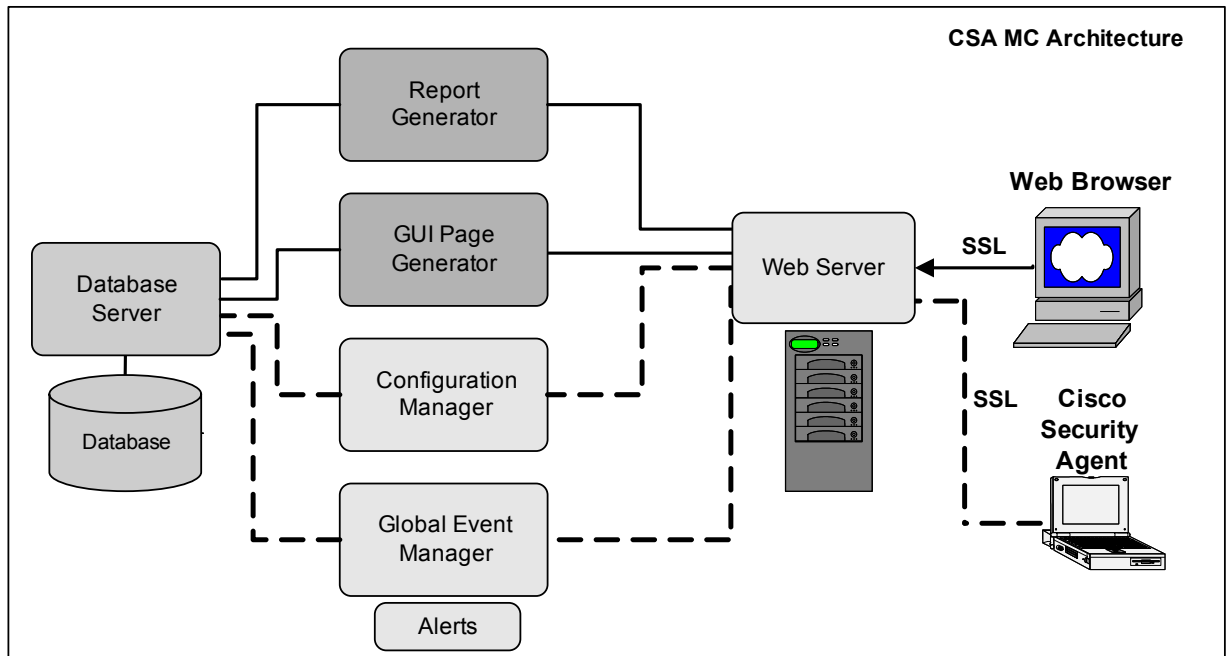 CSA MC Architecture
Report
Generator
Web Browser
GUI Page
Generator
SSL
Web Server
Database
Server
Configuration
Manager
SSL
Cisco
Security
Agent
Database
Global Event
Manager
Alerts